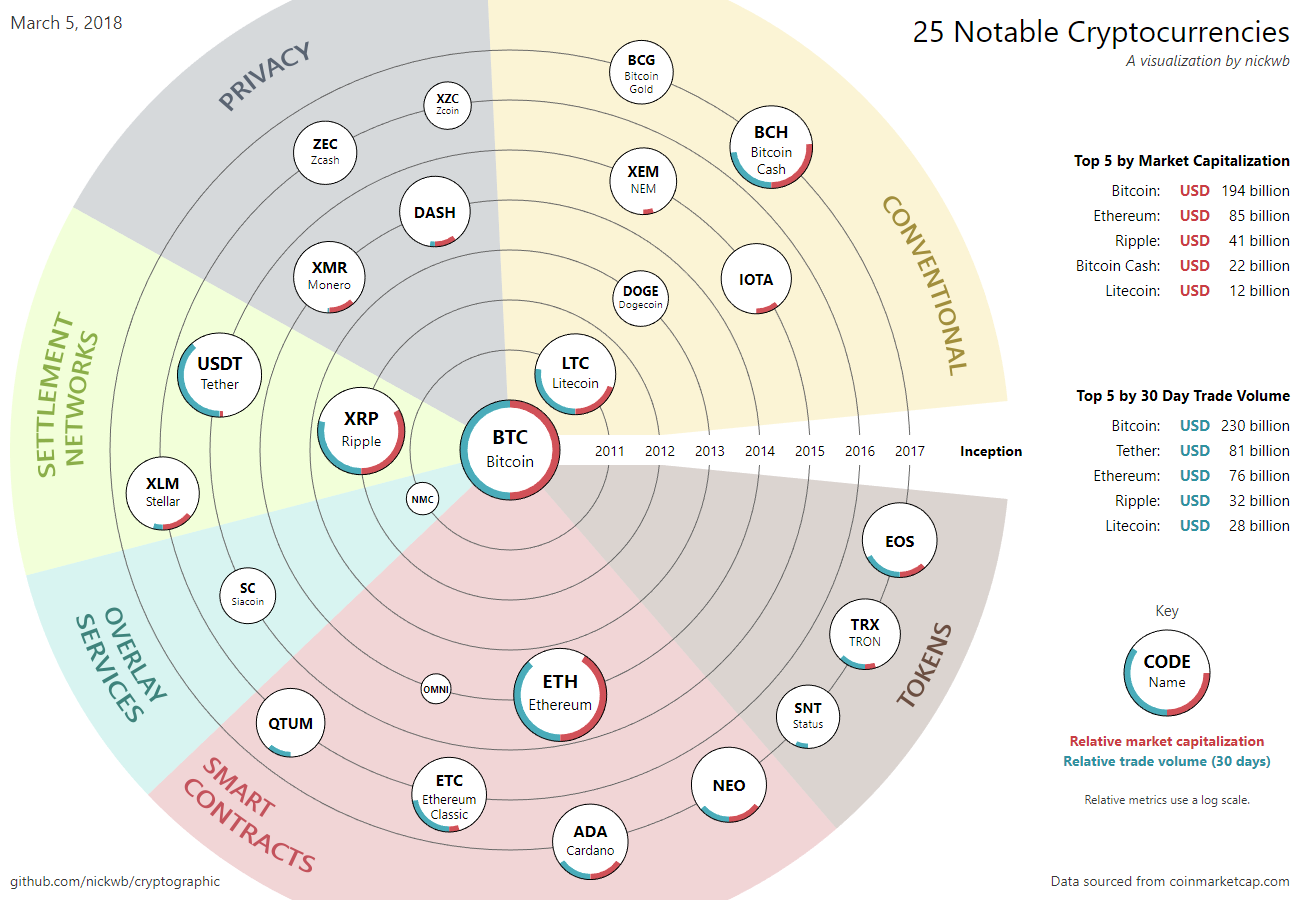 March 5, 2018
25 Notable Cryptocurrencies
A visualization by nickwb
PRIVACY
CONVENTIONAL
SETTLEMENT
NETWORKS
OVERLAY
SERVICES
SMART
CONTRACTS
TOKENS
BCG
Bitcoin
Gold
XZC
Zcoin
BCH
Bitcoin
Cash
ZEC
Zcash
XEM
NEM
DASH
XMR
Monero
IOTA
DOGE
Dogecoin
USDT
Tether
LTC
Litecoin
XRP
Ripple
BTC
Bitcoin
2011 2012 2013 2014 2015 2016 2017 Inception
XLM
Stellar
NMC
EOS
SC
Siacoin
TRX
TRON
OMNI
ETH
Ethereum
SNT
Status
QTUM
ETC
Ethereum
Classic
NEO
ADA
Cardano
Top 5 by Market Capitalization
Bitcoin: USD 194 billion
Ethereum: USD 85 billion
Ripple: USD 41 billion
Bitcoin Cash: USD 22 billion
Litecoin: USD 12 billion
Top 5 by 30 Day Trade Volume
Bitcoin: USD 230 billion
Tether: USD 81 billion
Ethereum: USD 76 billion
Ripple: USD 32 billion
Litecoin: USD 28 billion
Key
CODE
Name
Relative market capitalization
Relative trade volume (30 days)
Relative metrics use a log scale.
github.com/nickwb/cryptographic
Data sourced from coinmarketcap.com